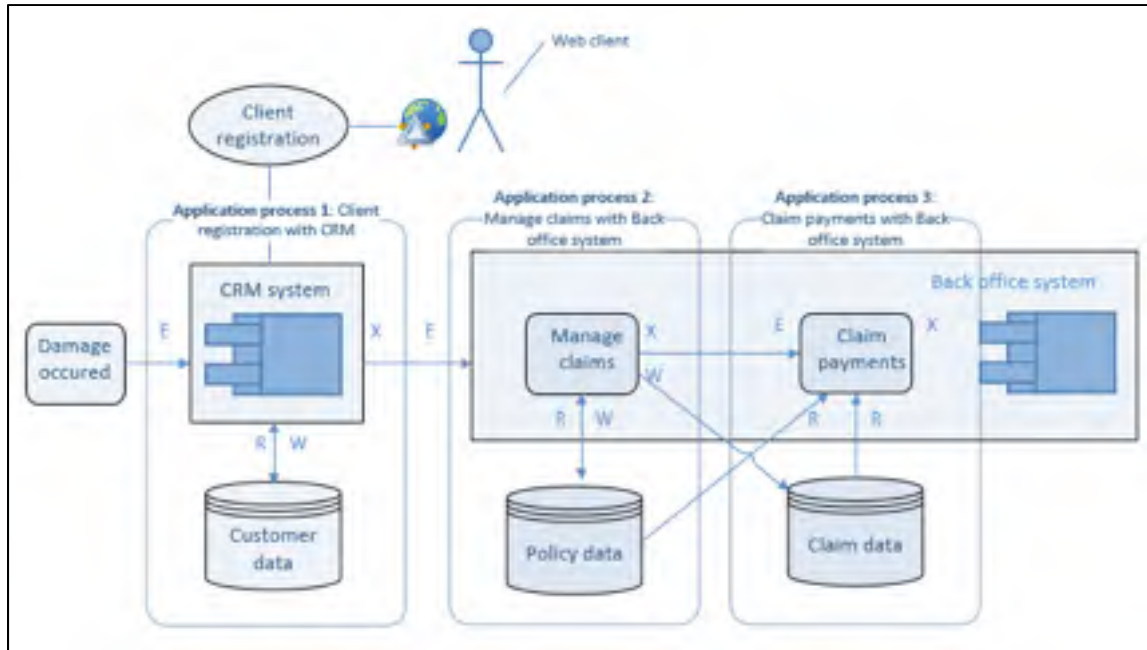 Web client
Client
registration
Application process 1: Client
registration with CRM
Application process 2:
Manage claims with Back
office system
Application process 3:
Claim payments with Back
office system
CRM system
Back office system
Damage
occured
E
X
E
Manage
claims
X
W
E
Claim
payments
X
R W
R W
R
R
Customer
data
Policy data
Claim data